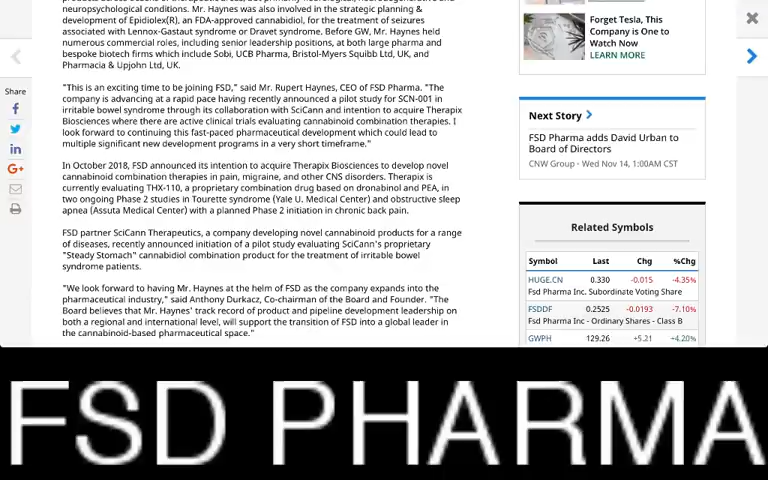 neuropsychological conditions. Mr. Haynes was also involved in the strategic planning &
development of Epidiolex(R), an FDA-approved cannabidiol, for the treatment of seizures
associated with Lennox-Gastaut syndrome or Dravet syndrome. Before GW, Mr. Haynes held
numerous commercial roles, including senior leadership positions, at both large pharma and
bespoke biotech firms which include Sobi, UCB Pharma, Bristol-Myers Squibb Ltd, UK, and
Pharmacia & Upjohn Ltd, UK.
"This is an exciting time to be joining FSD," said Mr. Rupert Haynes, CEO of FSD Pharma. "The
company is advancing at a rapid pace having recently announced a pilot study for SCN-001 in
irritable bowel syndrome through its collaboration with SciCann and intention to acquire Therapix
Biosciences where there are active clinical trials evaluating cannabinoid combination therapies. I
look forward to continuing this fast-paced pharmaceutical development which could lead to
multiple significant new development programs in a very short timeframe."
In October 2018, FSD announced its intention to acquire Therapix Biosciences to develop novel
cannabinoid combination therapies in pain, migraine, and other CNS disorders. Therapix is
currently evaluating THX-110, a proprietary combination drug based on dronabinol and PEA, in
two ongoing Phase 2 studies in Tourette syndrome (Yale U. Medical Center) and obstructive sleep
apnea (Assuta Medical Center) with a planned Phase 2 initiation in chronic back pain.
FSD partner SciCann Therapeutics, a company developing novel cannabinoid products for a range
of diseases, recently announced initiation of a pilot study evaluating SciCann's proprietary
"Steady Stomach" cannabidiol combination product for the treatment of irritable bowel
syndrome patients.
"We look forward to having Mr. Haynes at the helm of FSD as the company expands into the
pharmaceutical industry," said Anthony Durkacz, Co-chairman of the Board and Founder. "The
Board believes that Mr. Haynes' track record of product and pipeline development leadership on
both a regional and international level, will support the transition of FSD into a global leader in
the cannabinoid-based pharmaceutical space."
Share
f
in
G+
Forget Tesla, This
Company is One to
Watch Now
LEARN MORE
Next Story
FSD Pharma adds David Urban to
Board of Directors
CNW Group - Wed Nov 14, 1:00AM CST
Related Symbols
Symbol Last Chg %Chg
HUGE.CN 0.330 -0.015 -4.35%
Fsd Pharma Inc. Subordinate Voting Share
FSDDF 0.2525 -0.0193 -7.10%
Fsd Pharma Inc - Ordinary Shares - Class B
GWPH 129.26 +5.21 +4.20%
FSD PHARMA